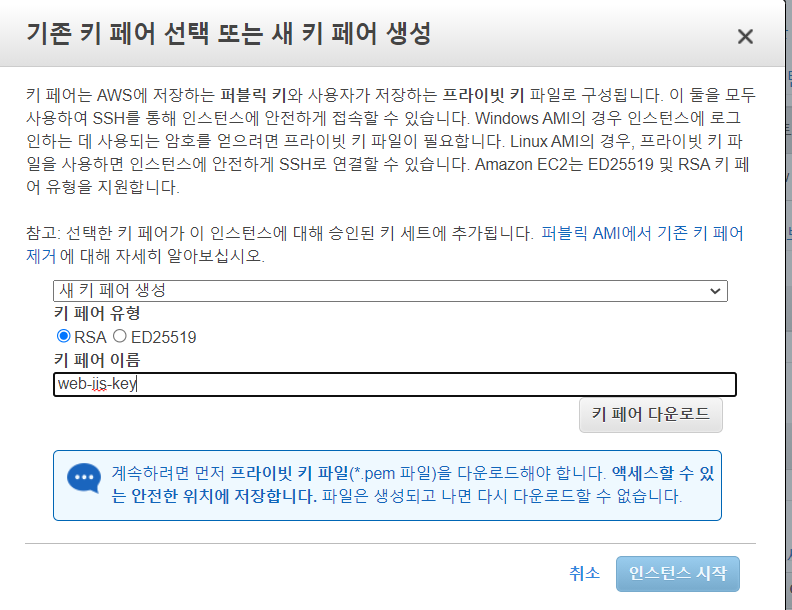 기존 키 페어 선택 또는 새 키 페어 생성
키 페어는 AWS에 저장하는 퍼블릭 키와 사용자가 저장하는 프라이빗 키 파일로 구성됩니다. 이 둘을 모두
사용하여 SSH를 통해 인스턴스에 안전하게 접속할 수 있습니다. Windows AMI의 경우 인스턴스에 로그
인하는 데 사용되는 암호를 얻으려면 프라이빗 키 파일이 필요합니다. Linux AMI의 경우, 프라이빗 키 파
일을 사용하면 인스턴스에 안전하게 SSH로 연결할 수 있습니다. Amazon EC2는 ED25519 및 RSA 키 페
어 유형을 지원합니다.
참고: 선택한 키 페어가 이 인스턴스에 대해 승인된 키 세트에 추가됩니다. 퍼블릭 AMI에서 기존 키 페어
제거 에 대해 자세히 알아보십시오.
새 키 페어 생성
키 페어 유형
RSA ED25519
키 페어 이름
web-iis-key
키 페어 다운로드
계속하려면 먼저 프라이빗 키 파일(*.pem 파일)을 다운로드해야 합니다. 액세스할 수 있
는 안전한 위치에 저장합니다. 파일은 생성되고 나면 다시 다운로드할 수 없습니다.
취소 인스턴스 시작